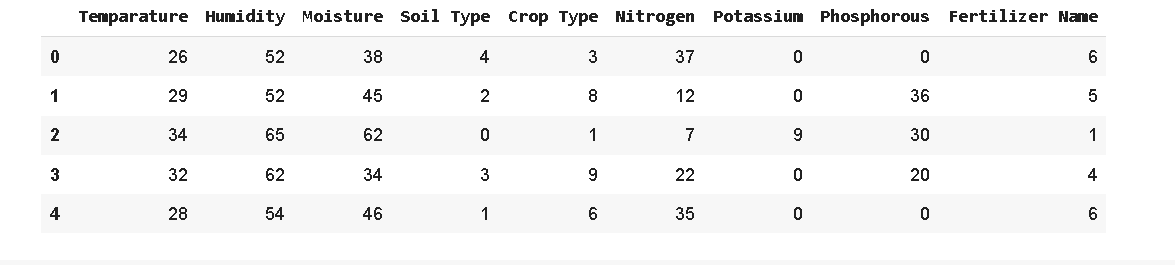 Temparature Humidity Moisture Soil Type Crop Type Nitrogen Potassium Phosphorous Fertilizer Name
0 26 52 38 4 3 37 0 0 6
1 29 52 45 2 8 12 0 36 5
2 34 65 62 0 1 7 9 30 1
3 32 62 34 3 9 22 0 20 4
4 28 54 46 1 6 35 0 0 6